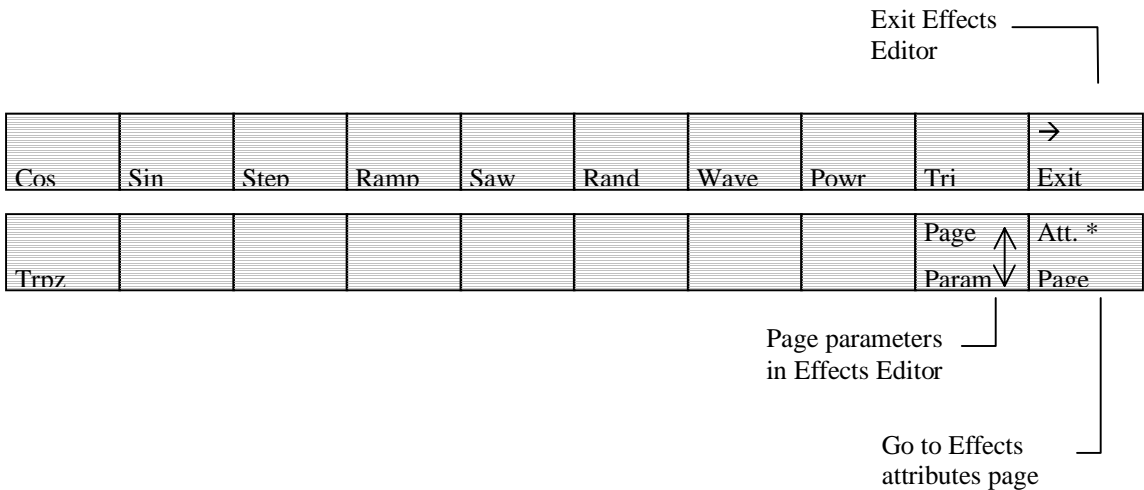 Exit Effects
Editor
→
Cos Sin Step Ramp Saw Rand Wave Powr Tri Exit
Page Att. *
Trpz Param Page
Page parameters
in Effects Editor
Go to Effects
attributes page